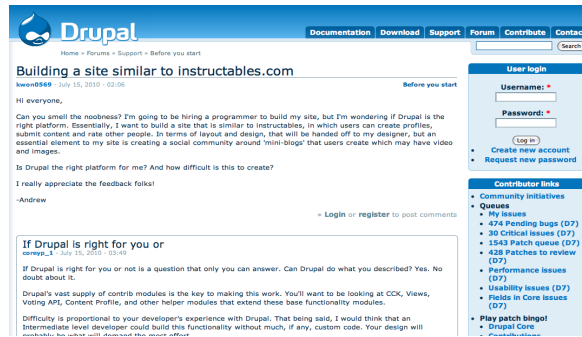 Drupal
Documentation Download Support Forum Contribute Contac
Home » Forums » Support » Before you start
Search
Building a site similar to instructables.com
kwon0569 - July 15, 2010 - 02:06
Before you start
Hi everyone,
Can you smell the noobness? I'm going to be hiring a programmer to build my site, but I'm wondering if Drupal is the
right platform. Essentially, I want to build a site that is similar to instructables, in which users can create profiles,
submit content and rate other people. In terms of layout and design, that will be handed off to my designer, but an
essential element to my site is creating a social community around 'mini-blogs' that users create which may have video
and images.
Is Drupal the right platform for me? And how difficult is this to create?
I really appreciate the feedback folks!
-Andrew
» Login or register to post comments
If Drupal is right for you or
coreyp_1 - July 15, 2010 - 03:49
If Drupal is right for you or not is a question that only you can answer. Can Drupal do what you described? Yes. No
doubt about it.
Drupal's vast supply of contrib modules is the key to making this work. You'll want to be looking at CCK, Views,
Voting API, Content Profile, and other helper modules that extend these base functionality modules.
Difficulty is proportional to your developer's experience with Drupal. That being said, I would think that an
Intermediate level developer could build this functionality without much, if any, custom code. Your design will
probably be what will demand the most effort.
User login
Username: *
Password: *
Log in
• Create new account
• Request new password
Contributor links
• Community initiatives
• Queues
• My issues
• 474 Pending bugs (D7)
• 30 Critical issues (D7)
• 1543 Patch queue (D7)
• 428 Patches to review
(D7)
• Performance issues
(D7)
• Usability issues (D7)
• Fields in Core issues
(D7)
• Play patch bingo!
• Drupal Core
• Contributions